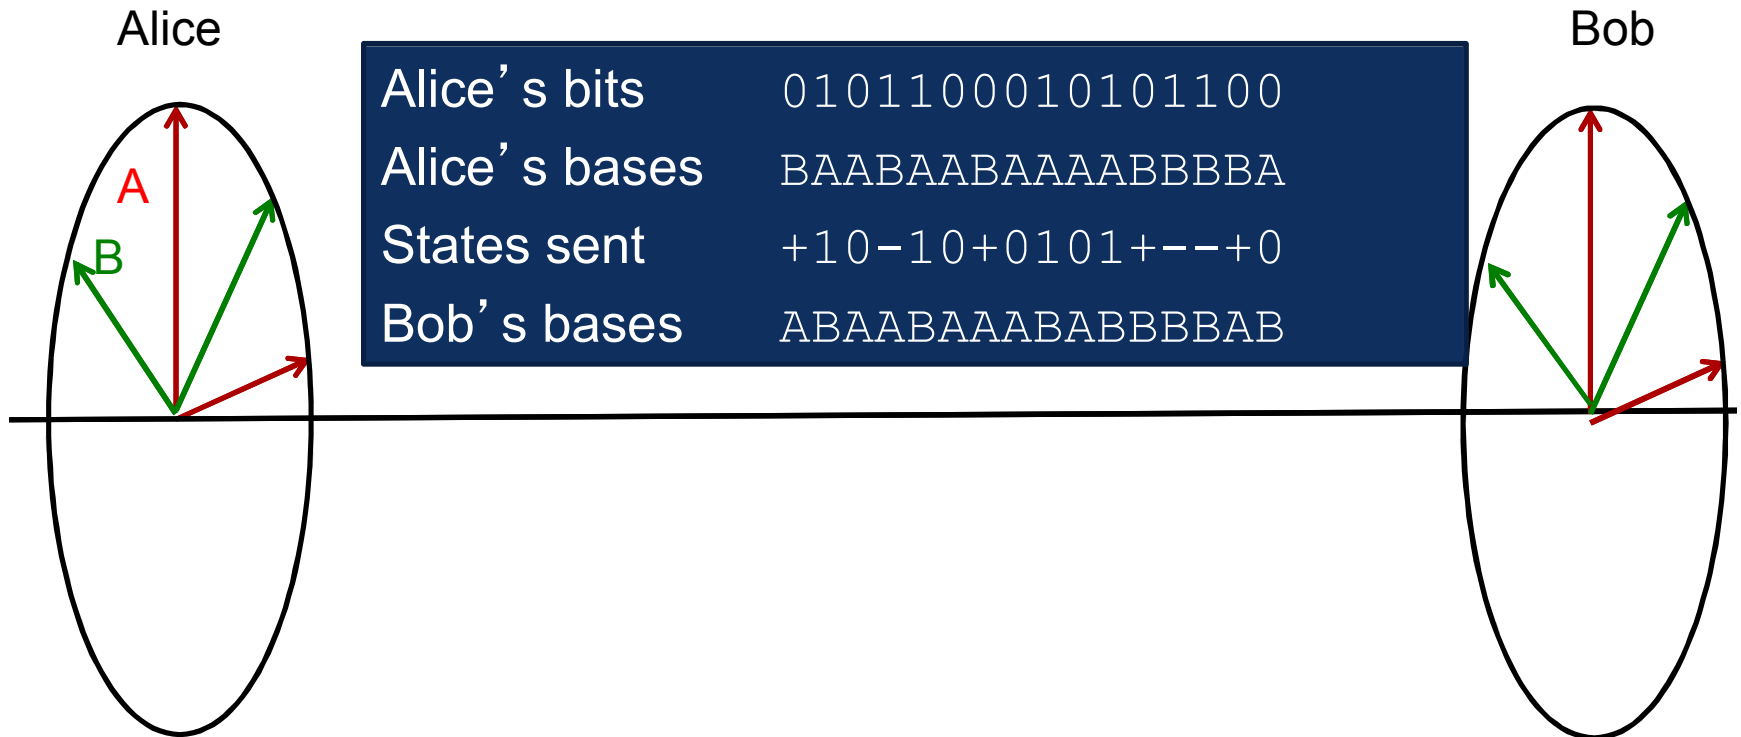 Alice
Bob
Alice’s bits 0101100010101100
Alice’s bases BAABAABAAAABBBBA
States sent +10-10+0101+--+0
Bob’s bases ABAABAAABABBBBAB
A
B